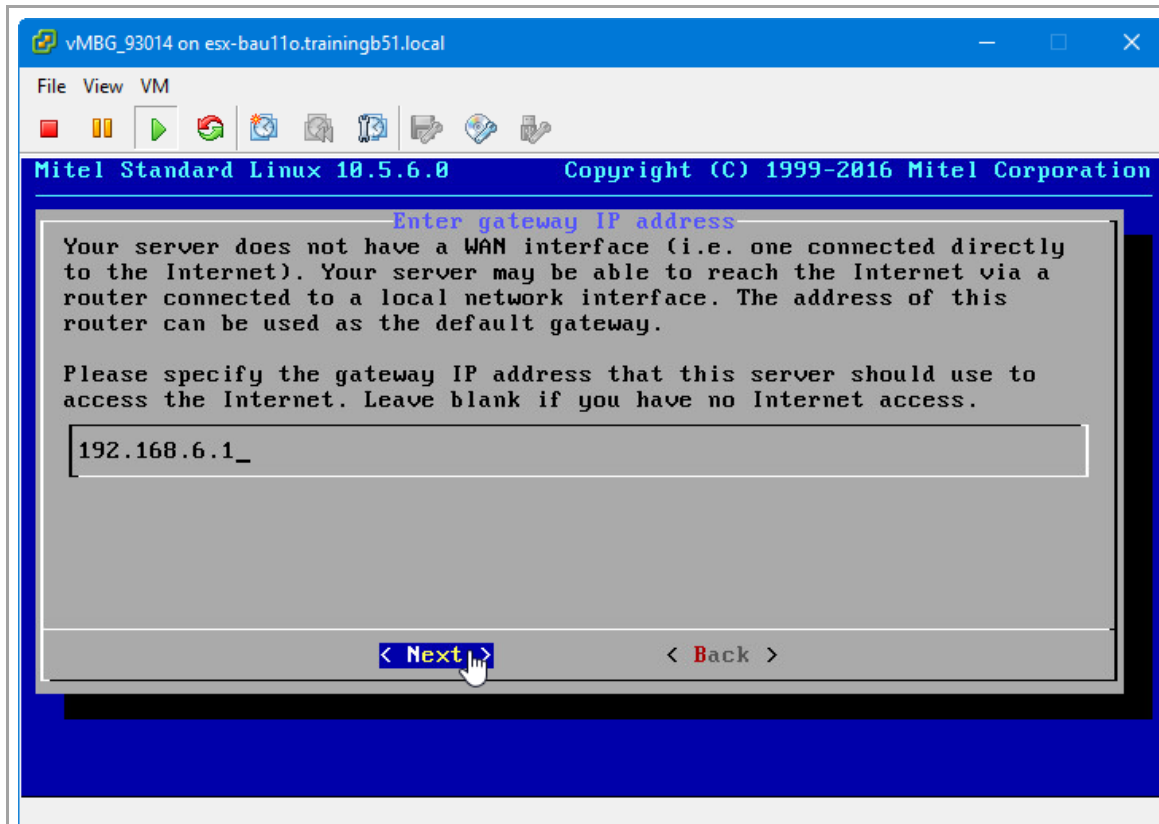 vMBG_93014 on esx-bau11o.trainingb51.local
File View VM
Mitel Standard Linux 10.5.6.0 Copyright (C) 1999-2016 Mitel Corporation
Enter gateway IP address
Your server does not have a WAN interface (i.e. one connected directly
to the Internet). Your server may be able to reach the Internet via a
router connected to a local network interface. The address of this
router can be used as the default gateway.
Please specify the gateway IP address that this server should use to
access the Internet. Leave blank if you have no Internet access.
192.168.6.1_
< Next > < Back >